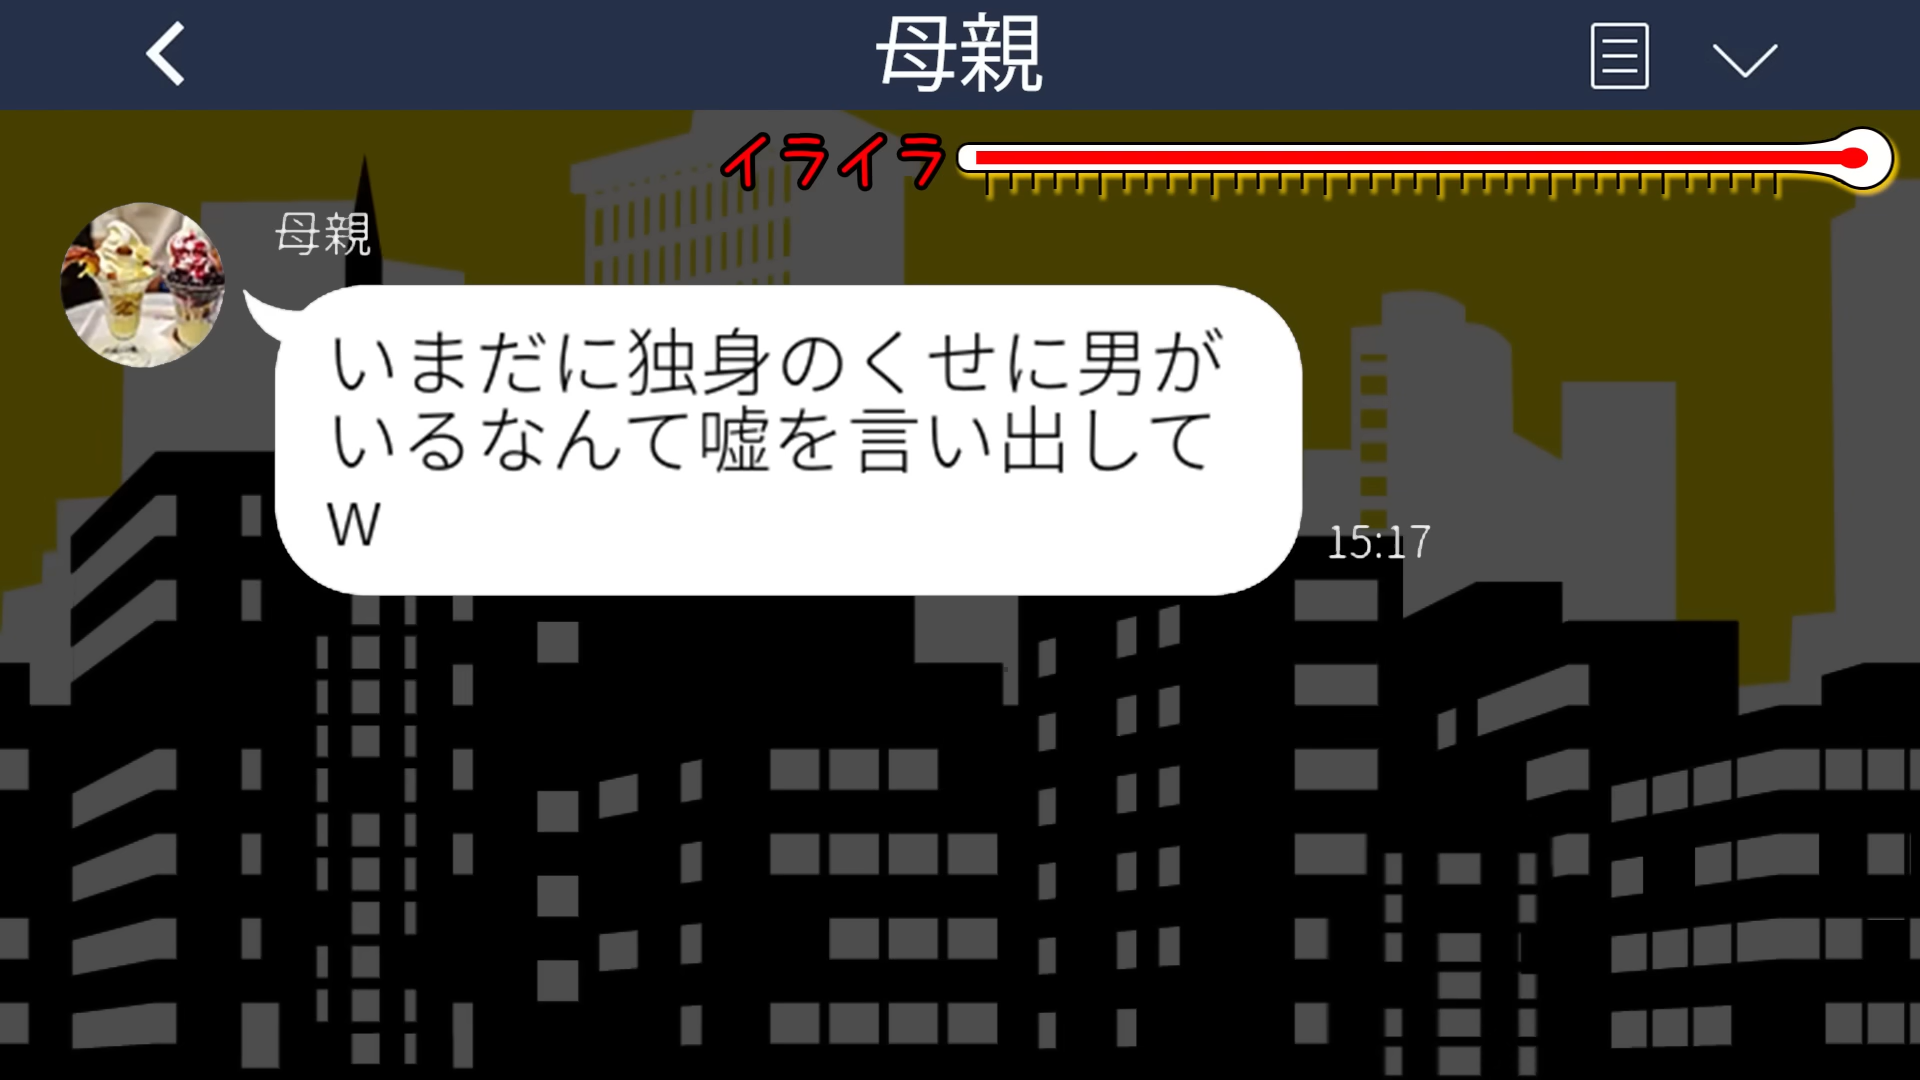 母親
イライラ
母親
いまだに独身のくせに男が
いるなんて嘘を言い出して
w
15:17